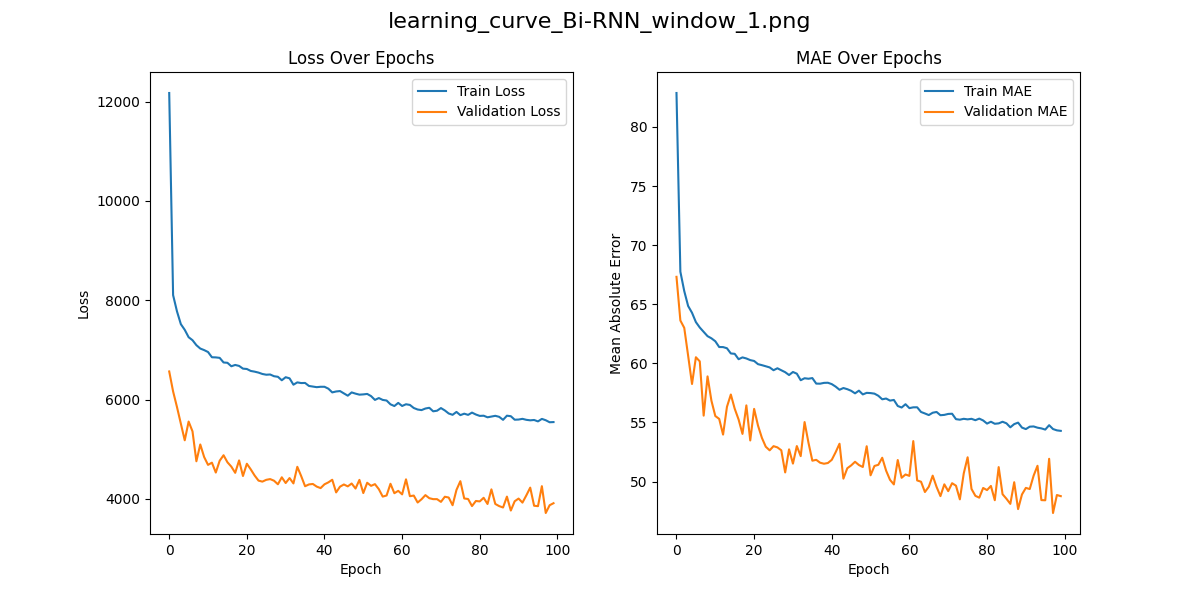 learning_curve_Bi-RNN_window_1.png
Loss Over Epochs
Train Loss
Validation Loss
12000
10000
8000
6000
4000
Loss
0 20 40 60 80 100
Epoch
MAE Over Epochs
Train MAE
Validation MAE
80
75
70
65
60
55
50
Mean Absolute Error
0 20 40 60 80 100
Epoch